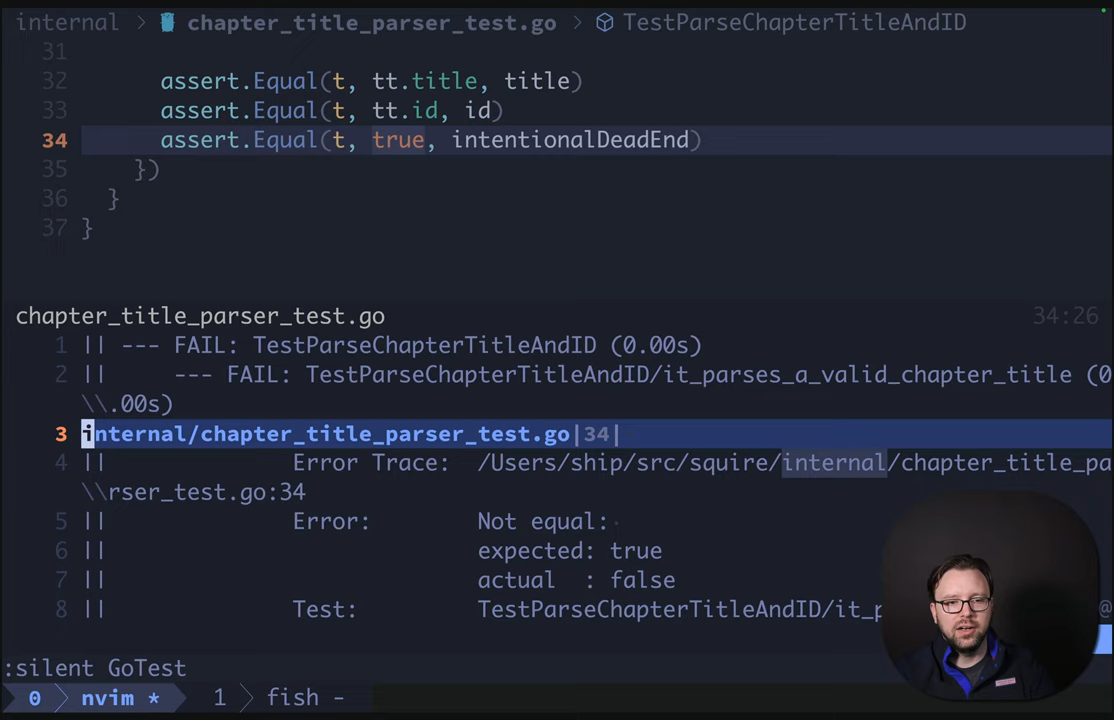 internal > chapter_title_parser_test.go > TestParseChapterTitleAndID
31
32 assert.Equal(t, tt.title, title)
33 assert.Equal(t, tt.id, id)
34 assert.Equal(t, true, intentionalDeadEnd)
35 })
36 }
37 }
chapter_title_parser_test.go 34:26
1 || --- FAIL: TestParseChapterTitleAndID (0.00s)
2 || --- FAIL: TestParseChapterTitleAndID/it_parses_a_valid_chapter_title (0
\\.00s)
3 internal/chapter_title_parser_test.go|34|
4 || Error Trace: /Users/ship/src/squire/internal/chapter_title_pa
\\rser_test.go:34
5 || Error: Not equal:
6 || expected: true
7 || actual : false
8 || Test: TestParseChapterTitleAndID/it_p @
:silent GoTest
0 > nvim * 1 > fish -